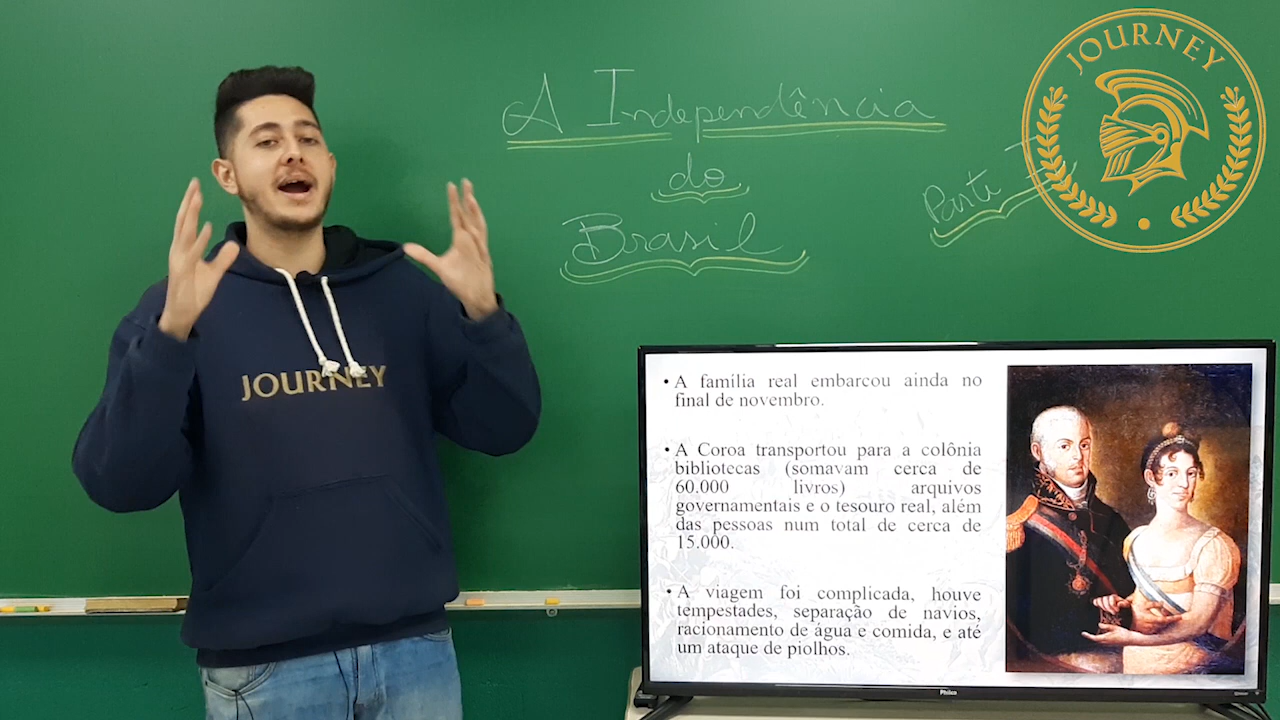 A Independência
do
Brasil
Parte I
JOURNEY
JOURNEY
• A família real embarcou ainda no
final de novembro.
• A Coroa transportou para a colônia
bibliotecas (somavam cerca de
60.000 livros) arquivos
governamentais e o tesouro real, além
das pessoas num total de cerca de
15.000.
• A viagem foi complicada, houve
tempestades, separação de navios,
racionamento de água e comida, e até
um ataque de piolhos.
Philco